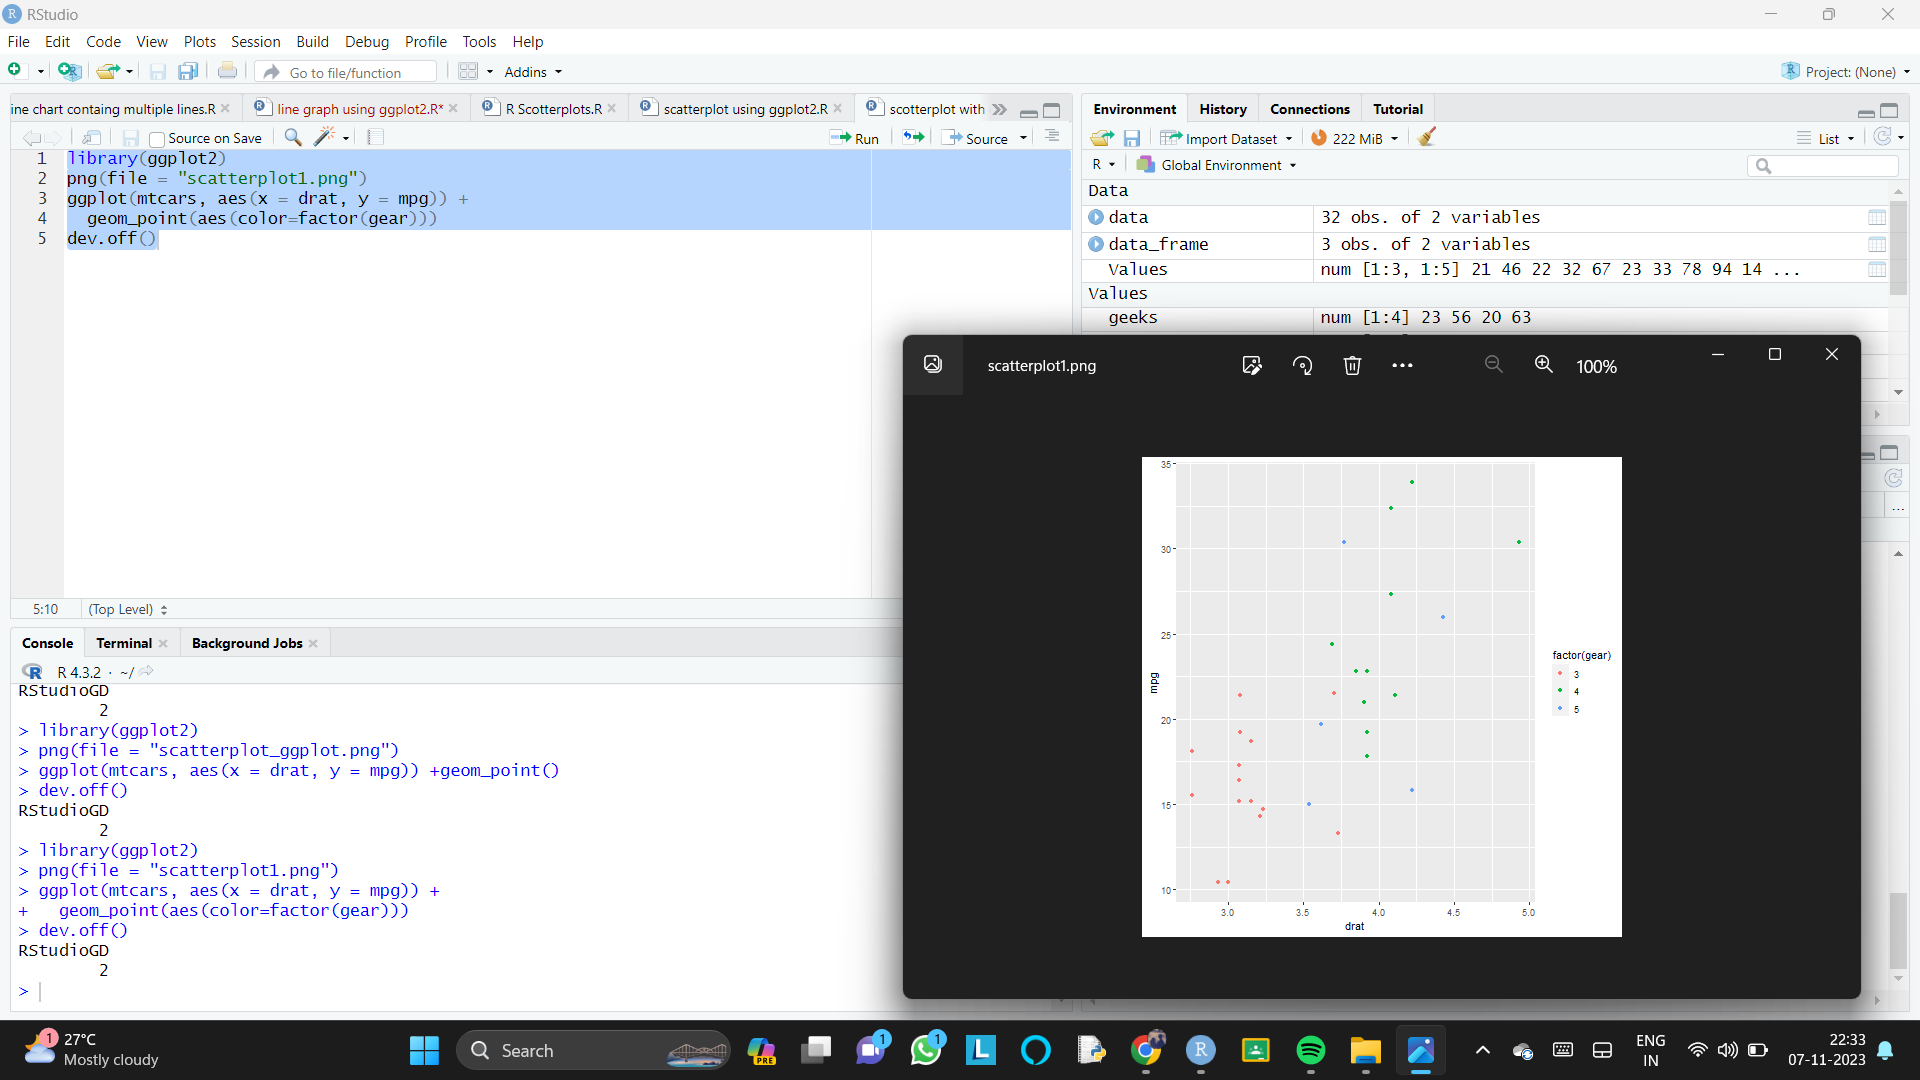 RStudio
File Edit Code View Plots Session Build Debug Profile Tools Help
Go to file/function
Addins
Project: (None)
ine chart containg multiple lines.R
line graph using ggplot2.R*
R Scotterplots.R
scatterplot using ggplot2.R
scotterplot with
Source on Save
Run
Source
1 library(ggplot2)
2 png(file = "scatterplot1.png")
3 ggplot(mtcars, aes(x = drat, y = mpg)) +
4 geom_point(aes(color=factor(gear)))
5 dev.off()
5:10 (Top Level)
Console Terminal Background Jobs
R 4.3.2 · ~/
RStudioGD
2
> library(ggplot2)
> png(file = "scatterplot_ggplot.png")
> ggplot(mtcars, aes(x = drat, y = mpg)) +geom_point()
> dev.off()
RStudioGD
2
> library(ggplot2)
> png(file = "scatterplot1.png")
> ggplot(mtcars, aes(x = drat, y = mpg)) +
+ geom_point(aes(color=factor(gear)))
> dev.off()
RStudioGD
2
>
Environment History Connections Tutorial
Import Dataset 222 MiB List
R Global Environment
Data
data 32 obs. of 2 variables
data_frame 3 obs. of 2 variables
Values num [1:3, 1:5] 21 46 22 32 67 23 33 78 94 14 ...
Values
geeks num [1:4] 23 56 20 63
scatterplot1.png
100%
35
30
25
20
15
10
mpg
3.0 3.5 4.0 4.5 5.0
drat
factor(gear)
3
4
5
1
27°C
Mostly cloudy
Search
PRE
1
1
L
R
ENG
IN
22:33
07-11-2023